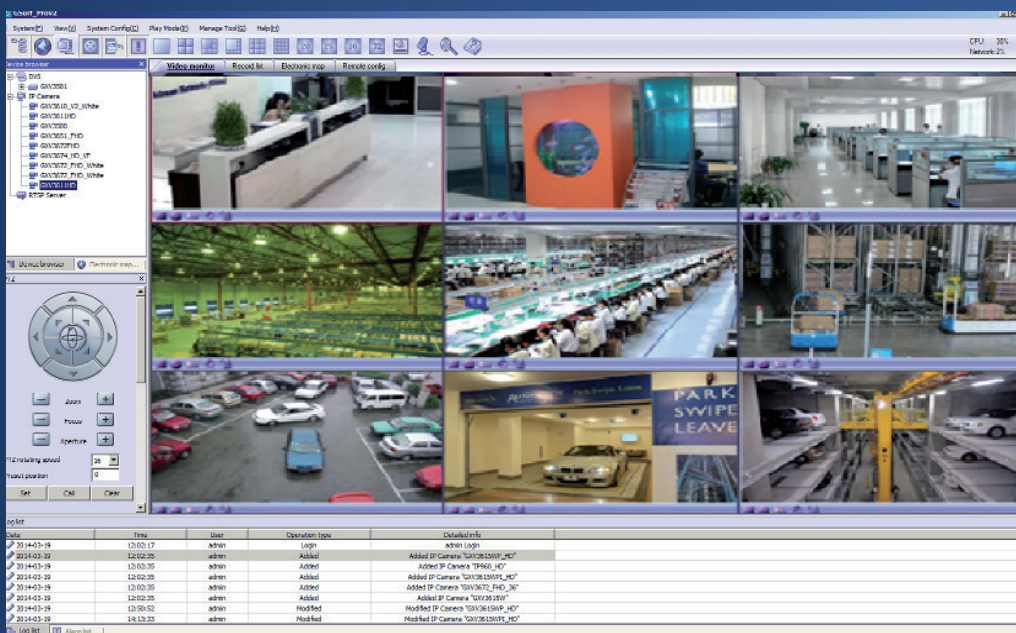 GSurf_ProV2
System(F) View(V) System Config(C) Play Mode(P) Manage Tool(G) Help(H)
CPU: 30%
Network:2%
Device browser
Video monitor Record list Electronic map Remote config
DVS
GXV3501
IP Camera
GXV3610_V2_White
GXV3611HD
GXV3500
GXV3651_FHD
GXV3672FHD
GXV3674_HD_VF
GXV3672_FHD_White
GXV3672_FHD_White
GXV3611HD
RTSP Server
Device browser Electronic map...
PARK
SWIPE
LEAVE
Zoom
Focus
Aperture
PTZ rotating speed 16
Preset position 0
Set Call Clear
Log list
Date Time User Operation type Detailed info
2014-03-19 12:02:17 admin Login admin Login
2014-03-19 12:02:35 admin Added Added IP Camera "GXV3615WP_HD"
2014-03-19 12:02:35 admin Added Added IP Camera "IP960_HD"
2014-03-19 12:02:35 admin Added Added IP Camera "GXV3615WPI_HD"
2014-03-19 12:02:35 admin Added Added IP Camera "GXV3672_FHD_36"
2014-03-19 12:02:35 admin Added Added IP Camera "GXV3615W"
2014-03-19 12:50:52 admin Modified Modified IP Camera "GXV3615WP_HD"
2014-03-19 14:13:33 admin Modified Modified IP Camera "GXV3615WPI_HD"
Log list Alarm list